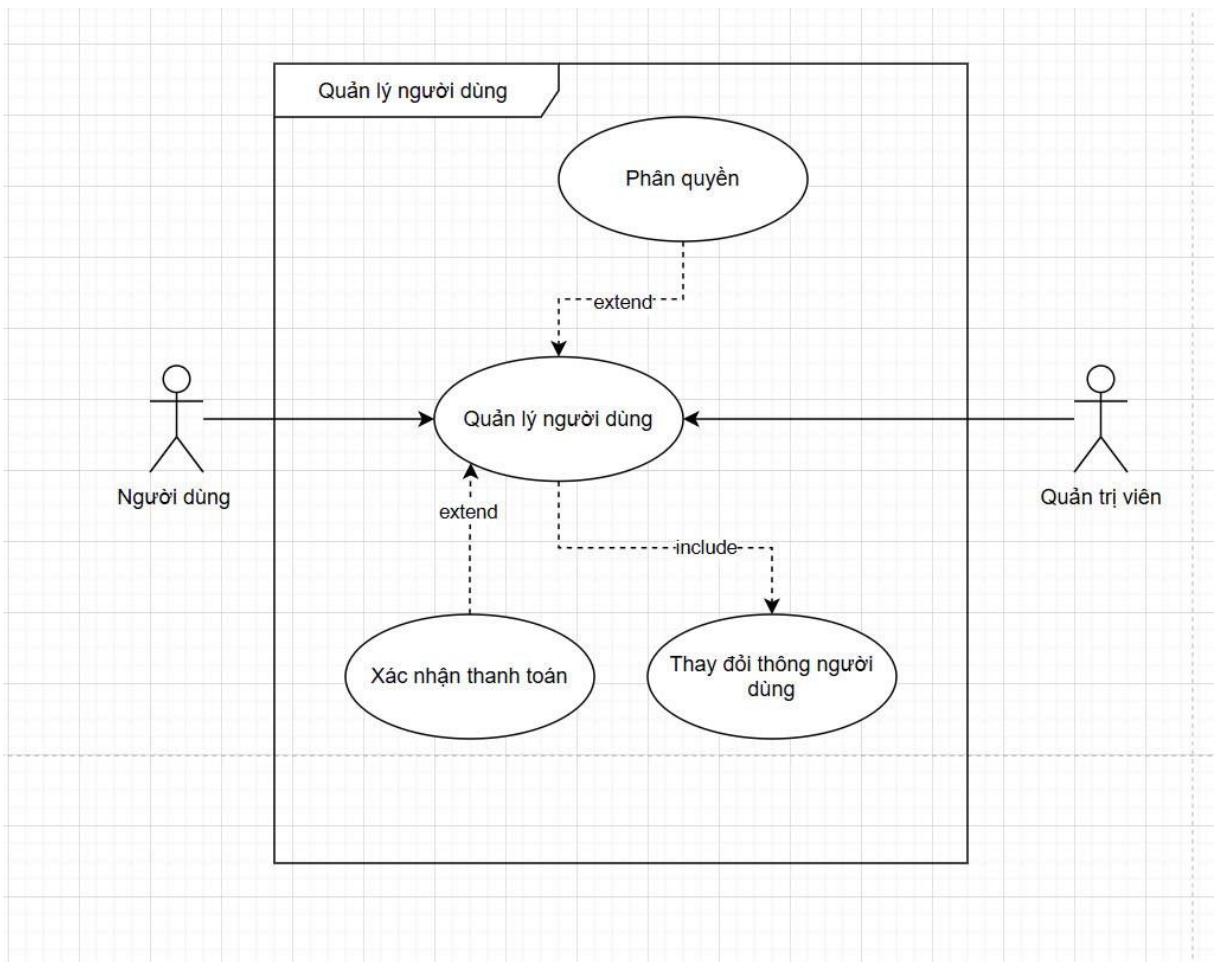 Quản lý người dùng
Phân quyền
extend
Quản lý người dùng
Người dùng
Quản trị viên
extend
include
Xác nhận thanh toán
Thay đổi thông người
dùng